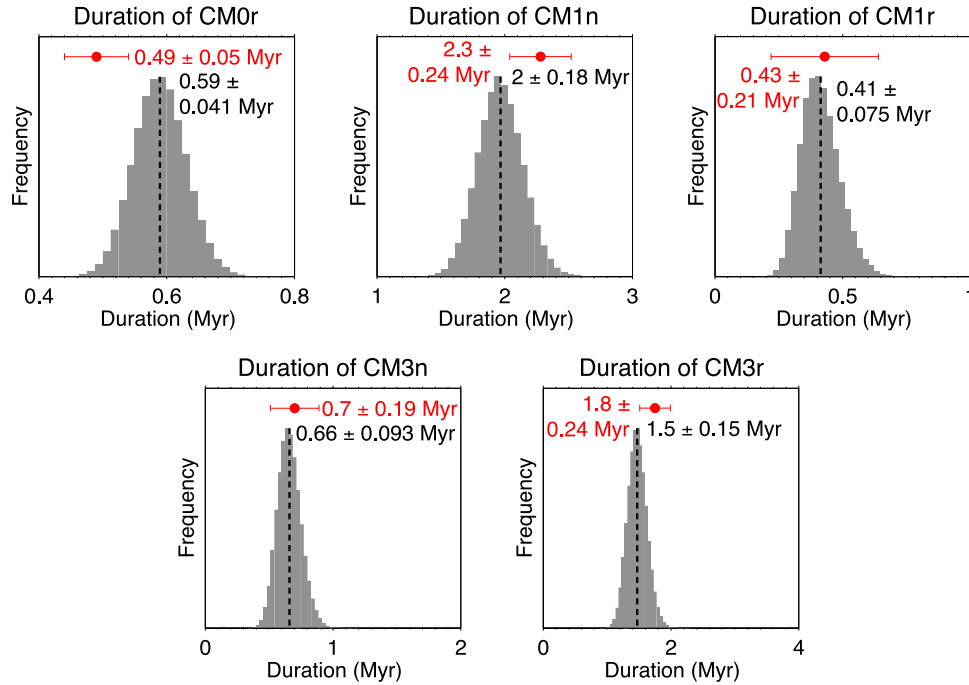 Duration of CM0r
0.49 ± 0.05 Myr
0.59 ±
0.041 Myr
Frequency
0.4
0.6
0.8
Duration (Myr)
Duration of CM1n
2.3 ±
0.24 Myr
2 ± 0.18 Myr
Frequency
1
2
3
Duration (Myr)
Duration of CM1r
0.43 ±
0.21 Myr
0.41 ±
0.075 Myr
Frequency
0
0.5
1
Duration (Myr)
Duration of CM3n
0.7 ± 0.19 Myr
0.66 ± 0.093 Myr
Frequency
0
1
2
Duration (Myr)
Duration of CM3r
1.8 ±
0.24 Myr
1.5 ± 0.15 Myr
Frequency
0
2
4
Duration (Myr)